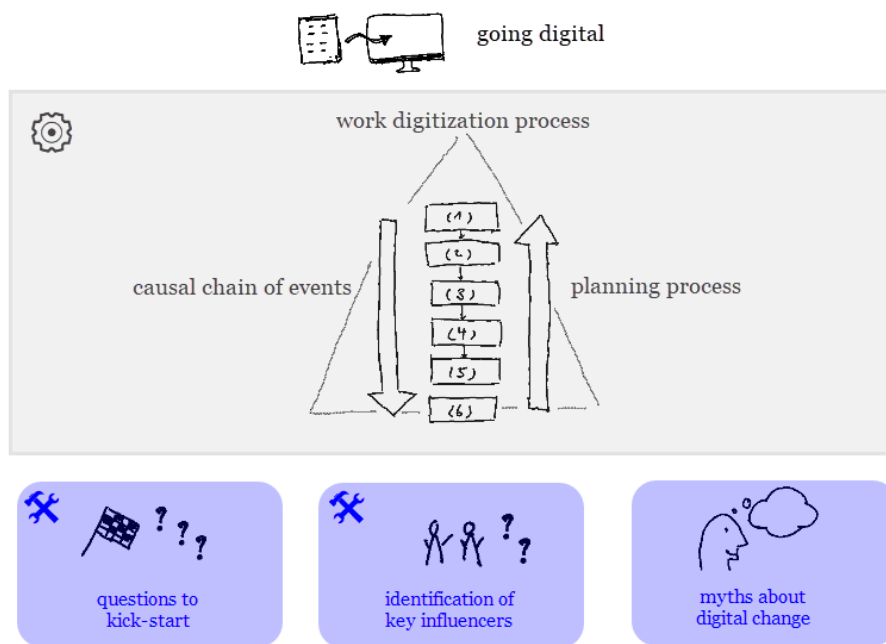 going digital
work digitization process
(1)
(2)
causal chain of events
(3)
planning process
(4)
(5)
(6)
? ? ?
questions to
kick-start
? ?
identification of
key influencers
myths about
digital change